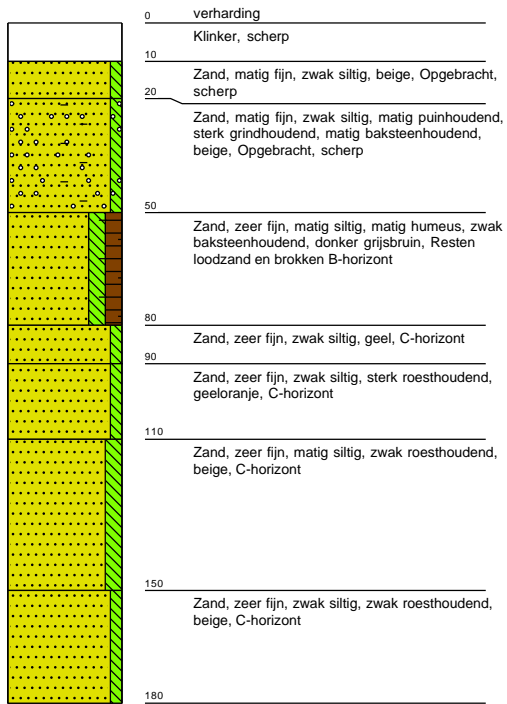 0 verharding
Klinker, scherp
10
Zand, matig fijn, zwak siltig, beige, Opgebracht,
scherp
20
Zand, matig fijn, zwak siltig, matig puinhoudend,
sterk grindhoudend, matig baksteenhoudend,
beige, Opgebracht, scherp
50
Zand, zeer fijn, matig siltig, matig humeus, zwak
baksteenhoudend, donker grijsbruin, Resten
loodzand en brokken B-horizont
80
Zand, zeer fijn, zwak siltig, geel, C-horizont
90
Zand, zeer fijn, zwak siltig, sterk roesthoudend,
geeloranje, C-horizont
110
Zand, zeer fijn, matig siltig, zwak roesthoudend,
beige, C-horizont
150
Zand, zeer fijn, zwak siltig, zwak roesthoudend,
beige, C-horizont
180